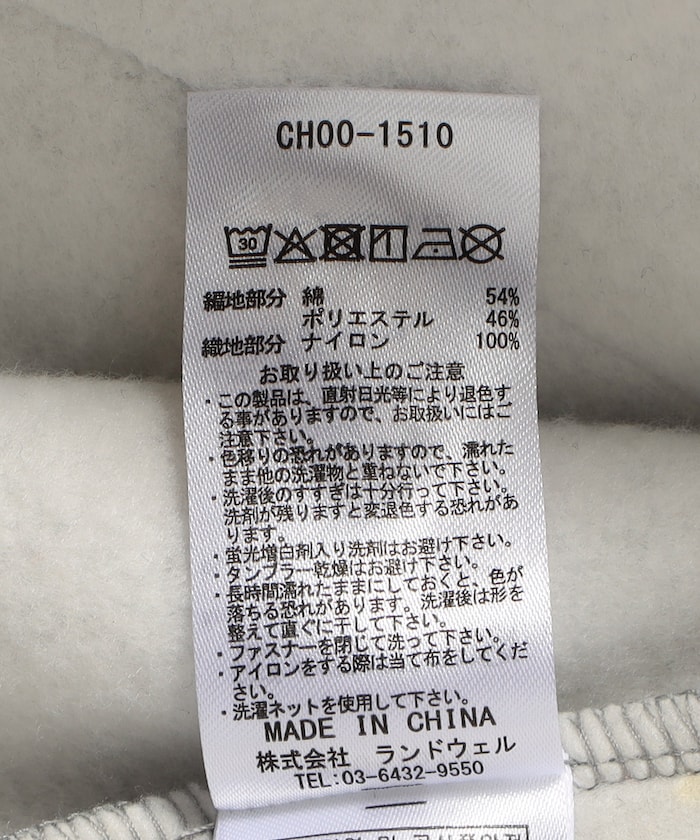 CH00-1510
30
編地部分 綿 54%
ポリエステル 46%
織地部分 ナイロン 100%
お取り扱い上のご注意
・この製品は、直射日光等により退色す
る事がありますので、お取扱いにはご
注意下さい。
・色移りの恐れがありますので、濡れた
まま他の洗濯物と重ねないで下さい。
・洗濯後のすすぎは十分行って下さい。
洗剤が残りますと変退色する恐れがあ
ります。
・蛍光増白剤入り洗剤はお避け下さい。
・タンブラー乾燥はお避け下さい。
・長時間濡れたままにしておくと、色が
落ちる恐れがあります。洗濯後は形を
整えて直ぐに干して下さい。
・ファスナーを閉じて洗って下さい。
・アイロンをする際は当て布をしてくだ
さい。
・洗濯ネットを使用して下さい。
MADE IN CHINA
株式会社 ランドウェル
TEL:03-6432-9550